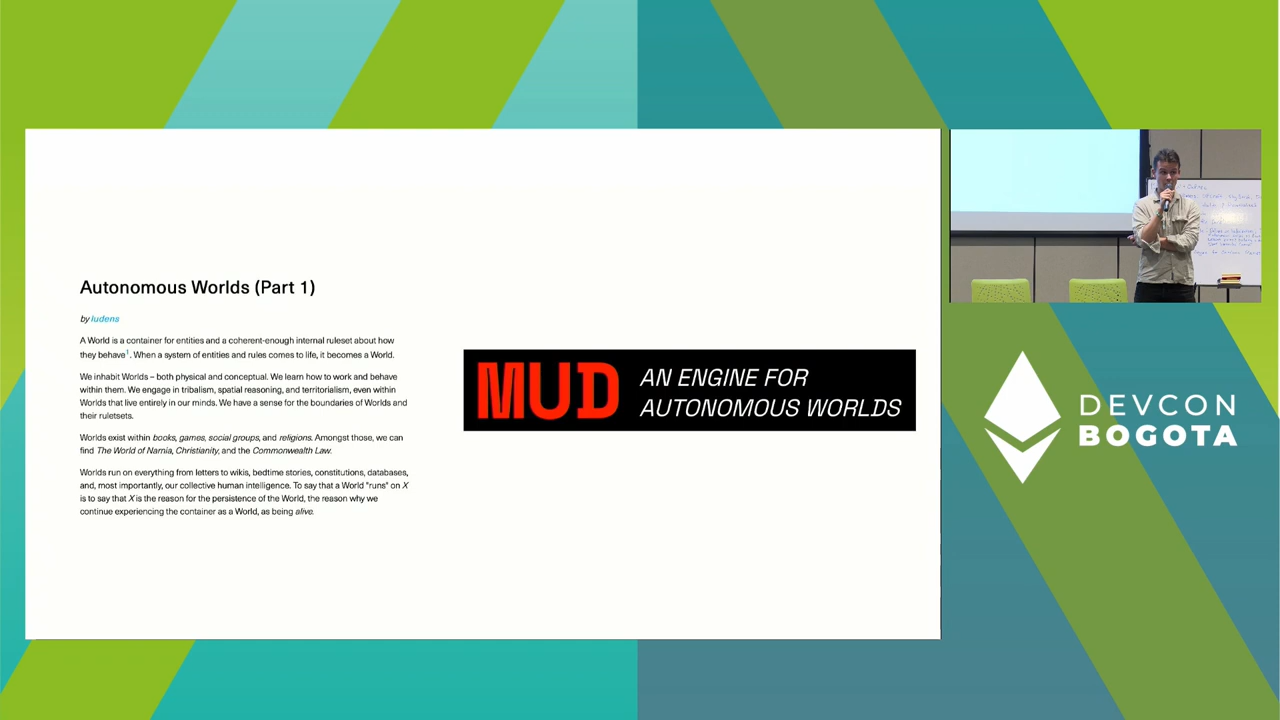 Autonomous Worlds (Part 1)
by ludens
A World is a container for entities and a coherent-enough internal ruleset about how
they behave1. When a system of entities and rules comes to life, it becomes a World.
We inhabit Worlds – both physical and conceptual. We learn how to work and behave
within them. We engage in tribalism, spatial reasoning, and territorialism, even within
Worlds that live entirely in our minds. We have a sense for the boundaries of Worlds and
their ruletsets.
Worlds exist within books, games, social groups, and religions. Amongst those, we can
find The World of Narnia, Christianity, and the Commonwealth Law.
Worlds run on everything from letters to wikis, bedtime stories, constitutions, databases,
and, most importantly, our collective human intelligence. To say that a World "runs" on X
is to say that X is the reason for the persistence of the World, the reason why we
continue experiencing the container as a World, as being alive.
MUD
AN ENGINE FOR
AUTONOMOUS WORLDS
DEVCON
BOGOTA